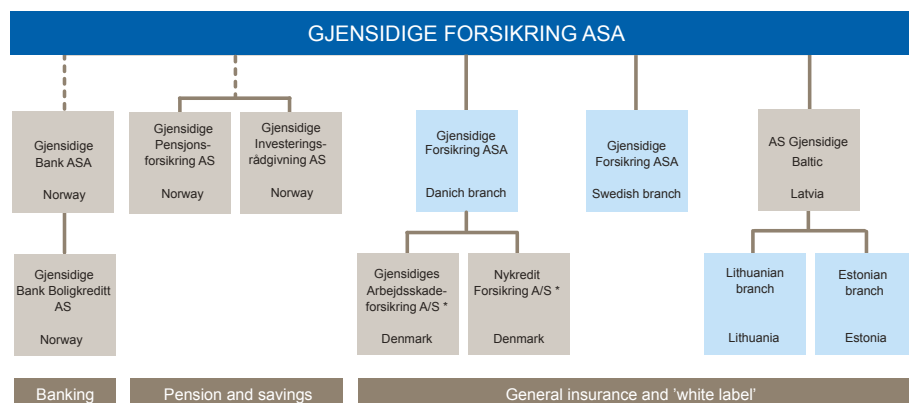 GJENSIDIGE FORSIKRING ASA
Gjensidige
Bank ASA
Norway
Gjensidige
Pensjons-
forsikring AS
Norway
Gjensidige
Investerings-
rådgivning AS
Norway
Gjensidige
Forsikring ASA
Danich branch
Gjensidige
Forsikring ASA
Swedish branch
AS Gjensidige
Baltic
Latvia
Gjensidige
Bank Boligkreditt
AS
Norway
Gjensidiges
Arbejdsskade-
forsikring A/S *
Denmark
Nykredit
Forsikring A/S *
Denmark
Lithuanian
branch
Lithuania
Estonian
branch
Estonia
Banking
Pension and savings
General insurance and 'white label'